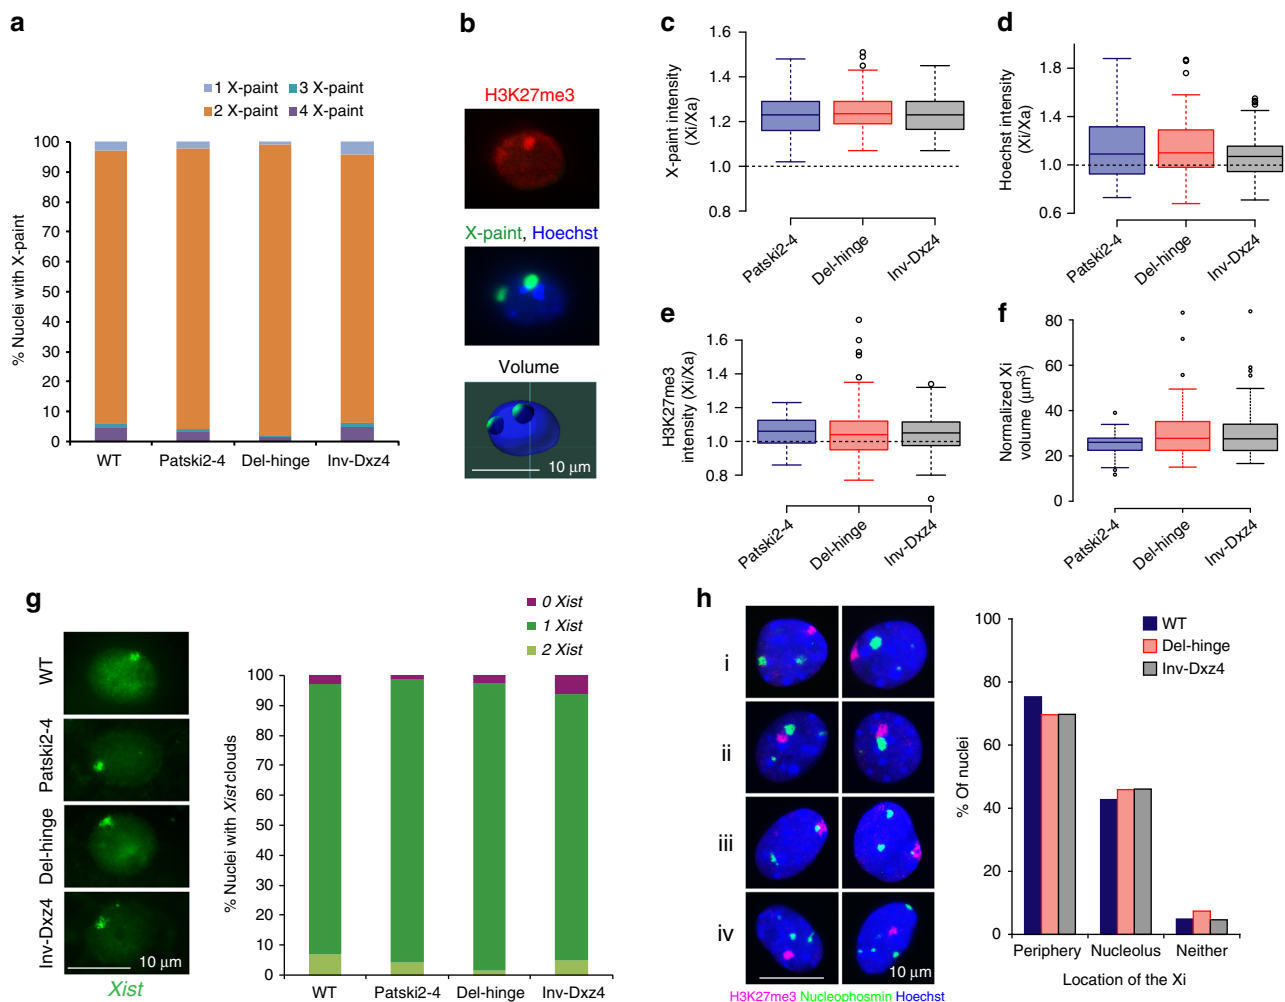 a
1 X-paint 3 X-paint
2 X-paint 4 X-paint
% Nuclei with X-paint
100
90
80
70
60
50
40
30
20
10
0
WT Patski2-4 Del-hinge Inv-Dxz4
b
H3K27me3
X-paint, Hoechst
Volume
10 μm
c
X-paint intensity
(Xi/Xa)
1.6
1.4
1.2
1.0
0.8
Patski2-4 Del-hinge Inv-Dxz4
d
Hoechst intensity
(Xi/Xa)
1.8
1.4
1.0
0.6
Patski2-4 Del-hinge Inv-Dxz4
e
H3K27me3
intensity (Xi/Xa)
1.6
1.4
1.2
1.0
0.8
Patski2-4 Del-hinge Inv-Dxz4
f
Normalized Xi
volume (μm³)
80
60
40
20
0
Patski2-4 Del-hinge Inv-Dxz4
g
WT
Patski2-4
Del-hinge
Inv-Dxz4
10 μm
Xist
0 Xist
1 Xist
2 Xist
% Nuclei with Xist clouds
100
90
80
70
60
50
40
30
20
10
0
WT Patski2-4 Del-hinge Inv-Dxz4
h
i
ii
iii
iv
10 μm
H3K27me3 Nucleophosmin Hoechst
WT
Del-hinge
Inv-Dxz4
% Of nuclei
100
80
60
40
20
0
Periphery Nucleolus Neither
Location of the Xi